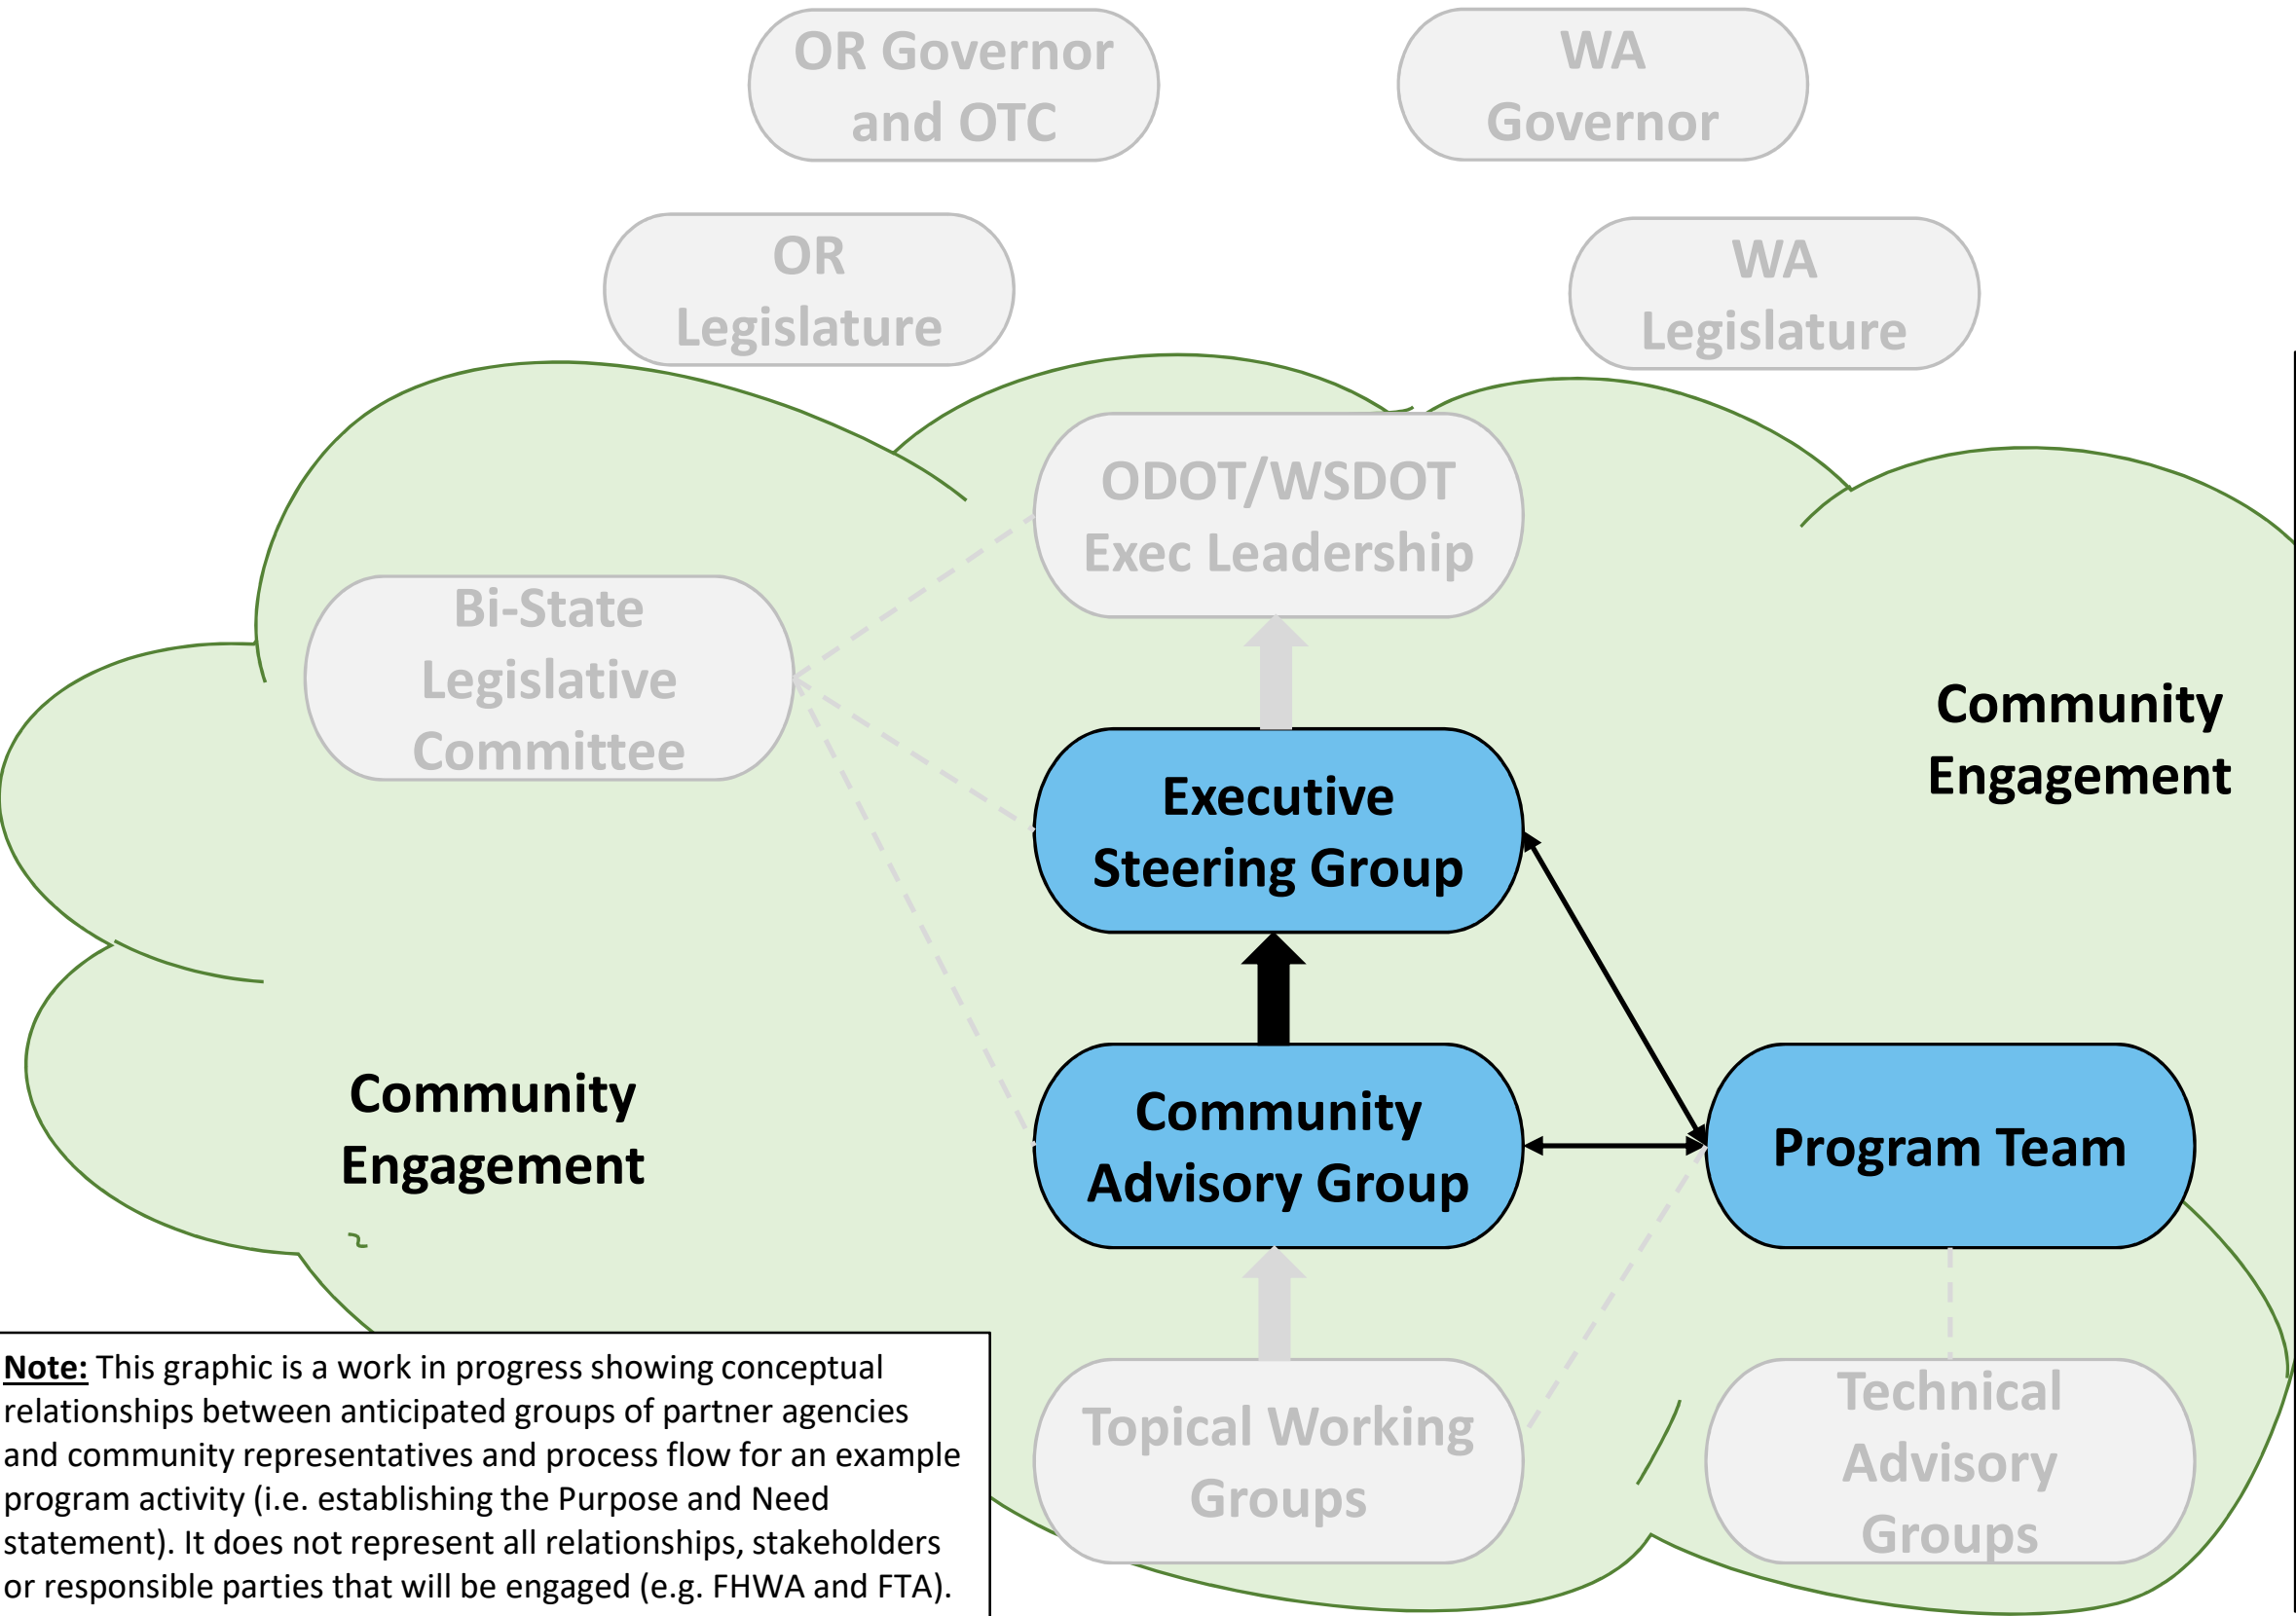 OR Governor
and OTC
WA
Governor
OR
Legislature
WA
Legislature
ODOT/WSDOT
Exec Leadership
Bi-State
Legislative
Committee
Community
Engagement
Executive
Steering Group
Community
Engagement
Community
Advisory Group
Program Team
Topical Working
Groups
Technical
Advisory
Groups
Note: This graphic is a work in progress showing conceptual
relationships between anticipated groups of partner agencies
and community representatives and process flow for an example
program activity (i.e. establishing the Purpose and Need
statement). It does not represent all relationships, stakeholders
or responsible parties that will be engaged (e.g. FHWA and FTA).